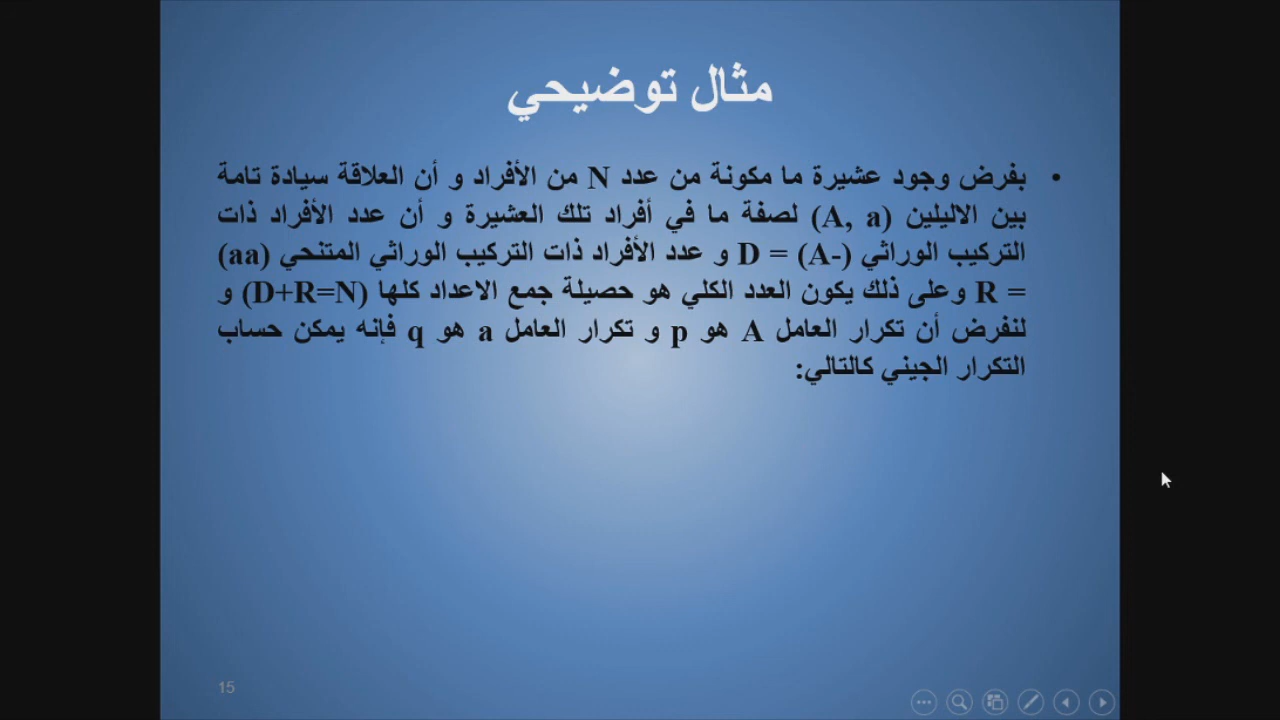 مثال توضيحي
• بفرض وجود عشيرة ما مكونة من عدد N من الأفراد و أن العلاقة سيادة تامة
بين الاليلين (A, a) لصفة ما في أفراد تلك العشيرة و أن عدد الأفراد ذات
التركيب الوراثي (A-) = D و عدد الأفراد ذات التركيب الوراثي المتنحي (aa)
= R وعلى ذلك يكون العدد الكلي هو حصيلة جمع الاعداد كلها (D+R=N) و
لنفرض أن تكرار العامل A هو p و تكرار العامل a هو q فإنه يمكن حساب
التكرار الجيني كالتالي:
15